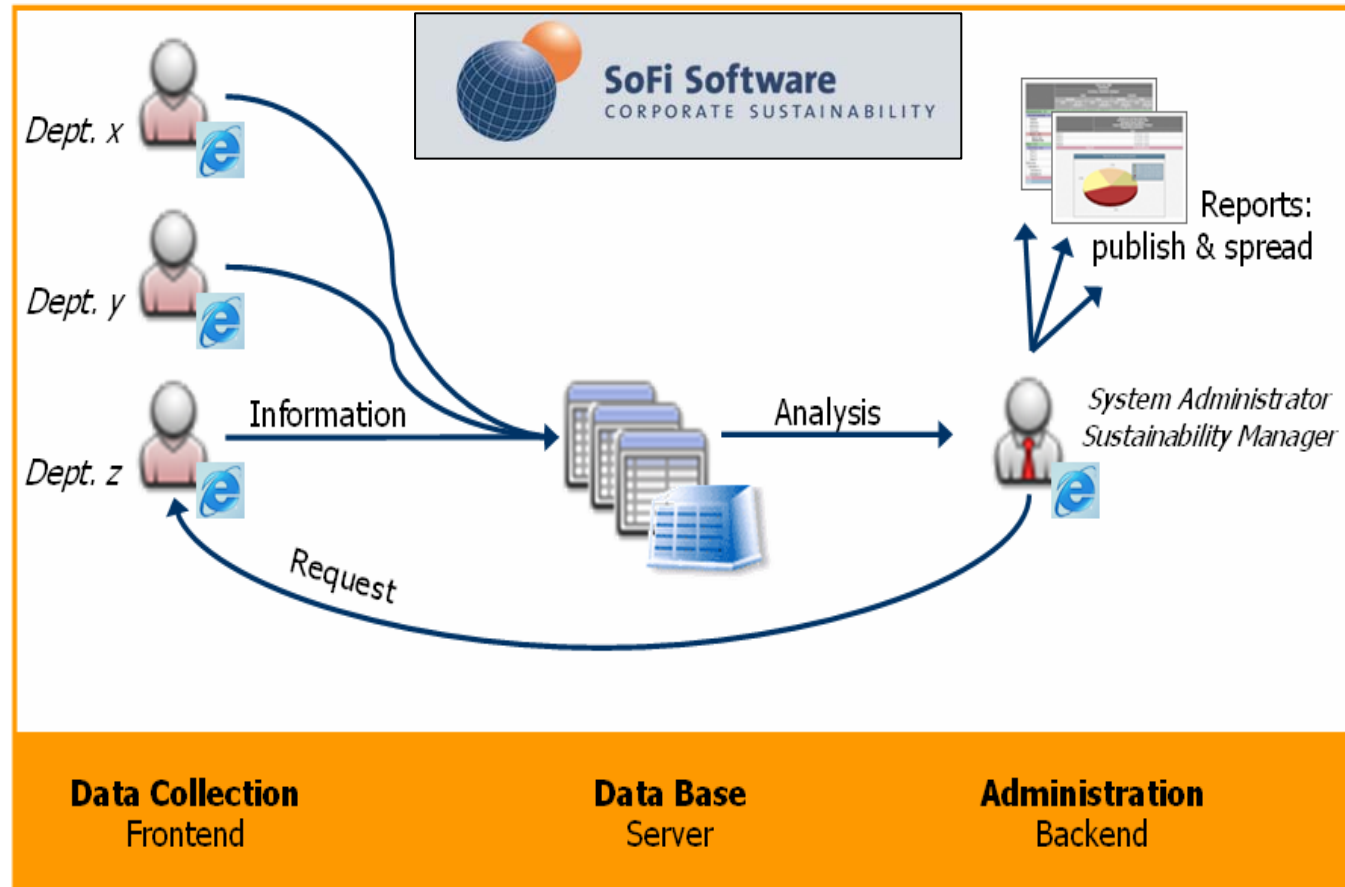 SoFi Software
CORPORATE SUSTAINABILITY
Dept. x
Dept. y
Dept. z
Information
Analysis
Request
Reports:
publish & spread
System Administrator
Sustainability Manager
Data Collection
Frontend
Data Base
Server
Administration
Backend